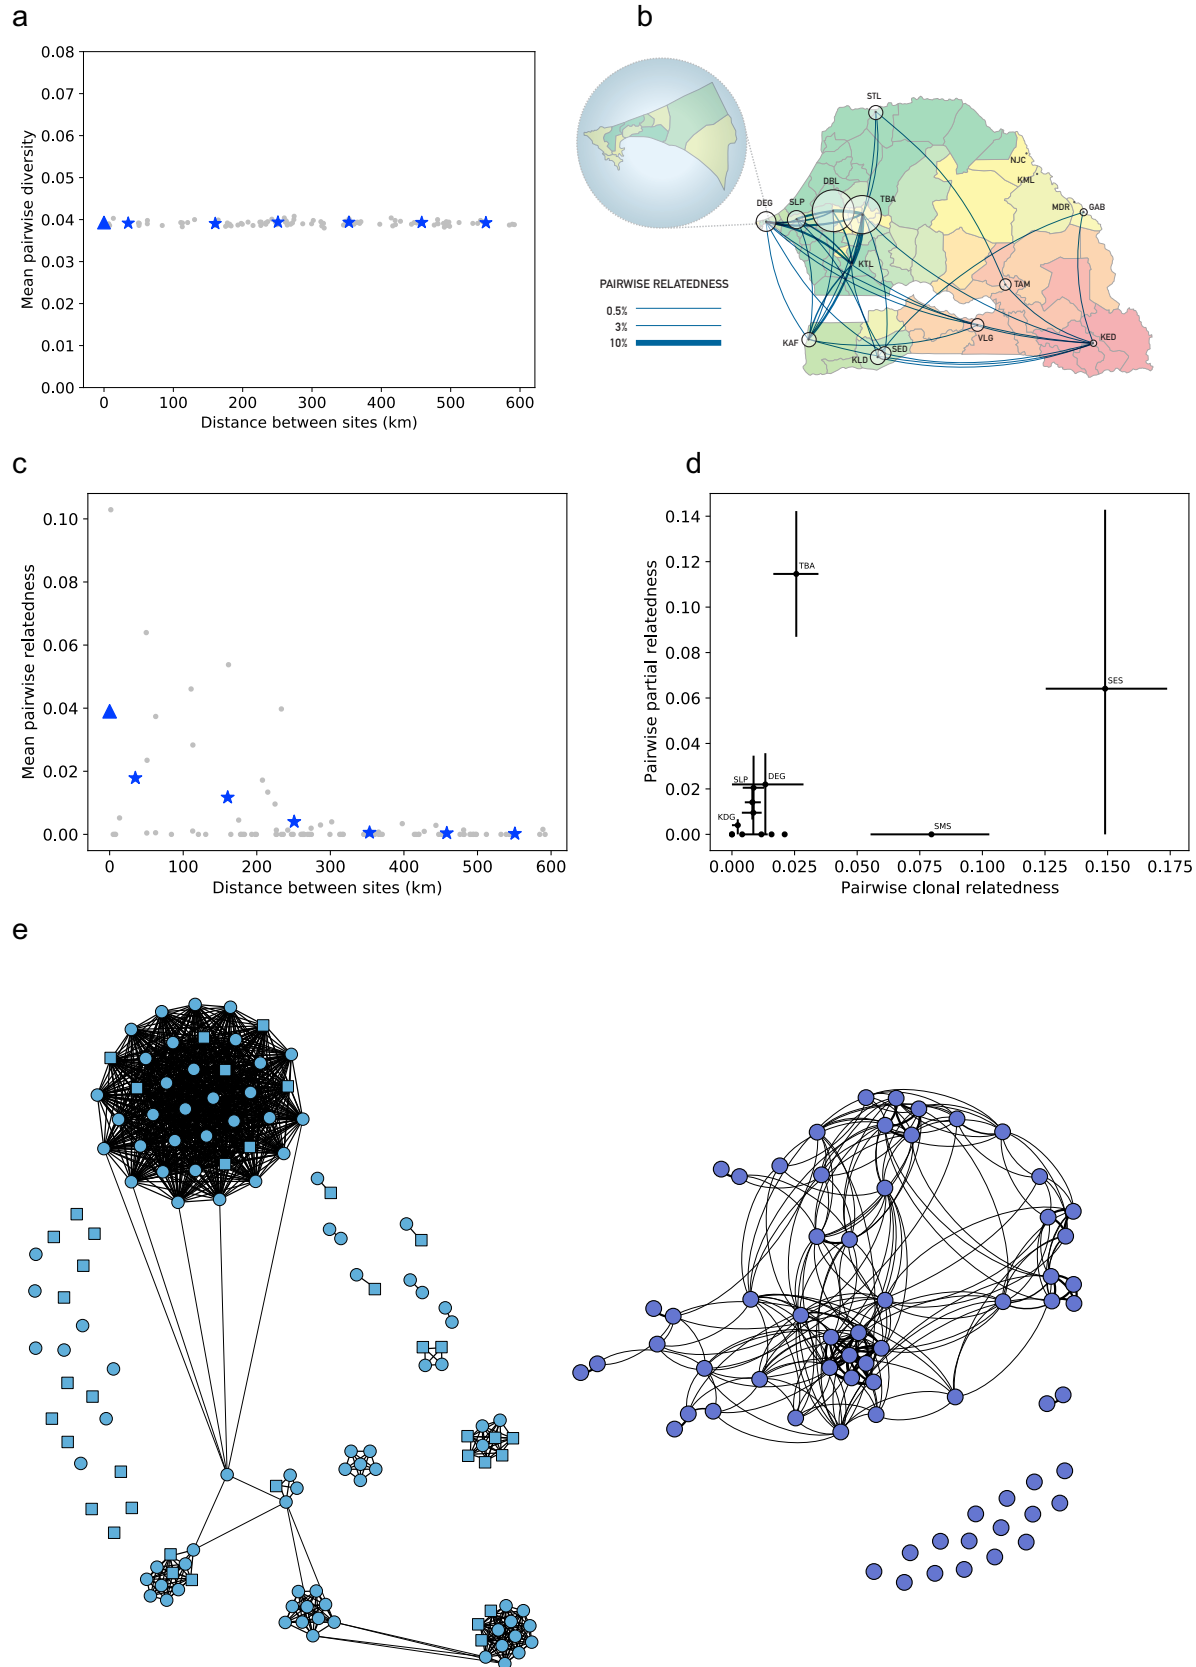 a
0.08
0.07
0.06
0.05
0.04
0.03
0.02
0.01
0.00
Mean pairwise diversity
0 100 200 300 400 500 600
Distance between sites (km)
b
STL
NJC
KML
DBL
SLP
TBA
DEG
MDR
GAB
KTL
TAM
PAIRWISE RELATEDNESS
0.5%
3%
10%
KAF
VLG
KED
SED
KLD
c
0.10
0.08
0.06
0.04
0.02
0.00
Mean pairwise relatedness
0 100 200 300 400 500 600
Distance between sites (km)
d
0.14
0.12
0.10
0.08
0.06
0.04
0.02
0.00
Pairwise partial relatedness
TBA
SES
SLP
DEG
KDG
SMS
0.000 0.025 0.050 0.075 0.100 0.125 0.150 0.175
Pairwise clonal relatedness
e